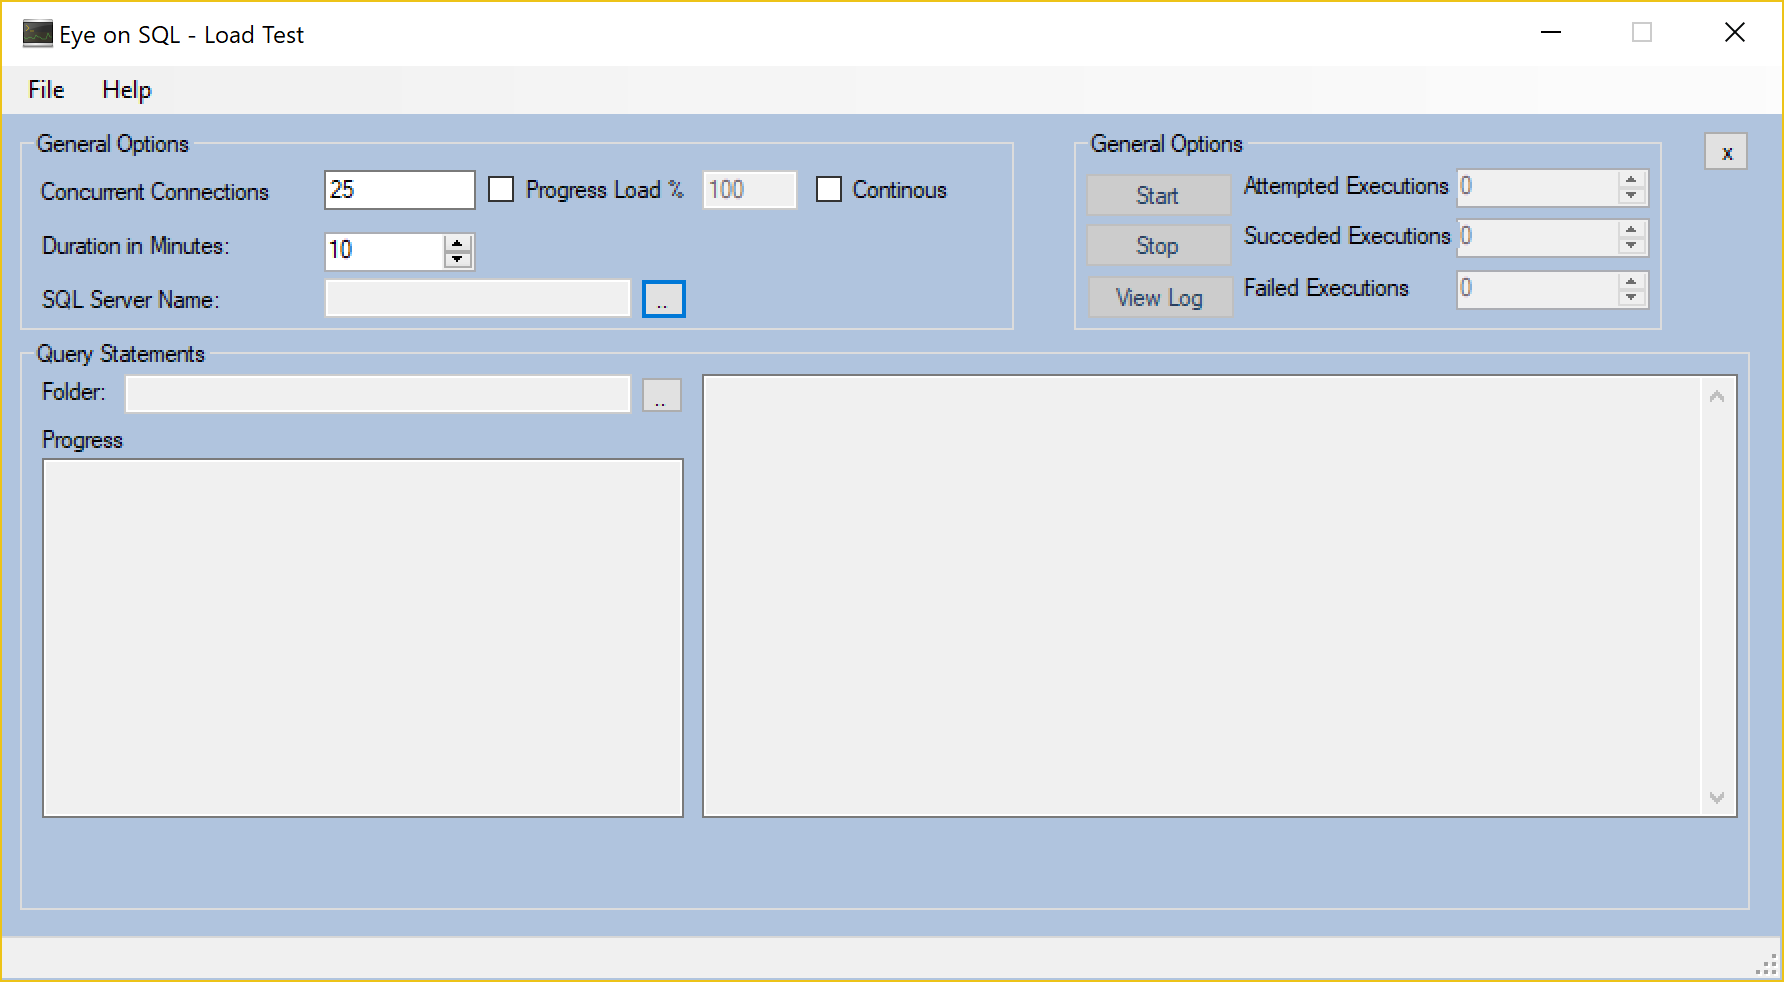 Eye on SQL - Load Test
File Help
General Options
Concurrent Connections 25 Progress Load % 100 Continous
Duration in Minutes: 10
SQL Server Name: ..
General Options
Start Attempted Executions 0
Stop Succeded Executions 0
View Log Failed Executions 0
x
Query Statements
Folder: ..
Progress